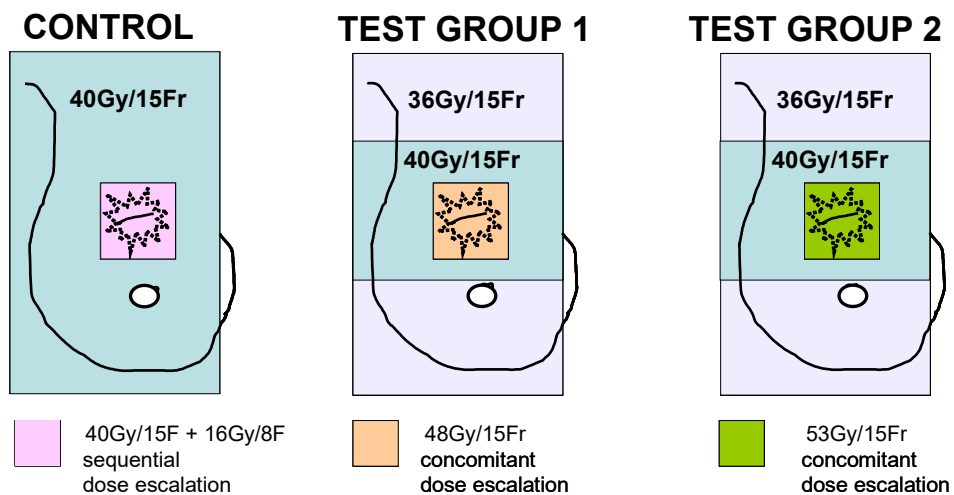 CONTROL
TEST GROUP 1
TEST GROUP 2
40Gy/15Fr
36Gy/15Fr
40Gy/15Fr
36Gy/15Fr
40Gy/15Fr
40Gy/15F + 16Gy/8F
sequential
dose escalation
48Gy/15Fr
concomitant
dose escalation
53Gy/15Fr
concomitant
dose escalation